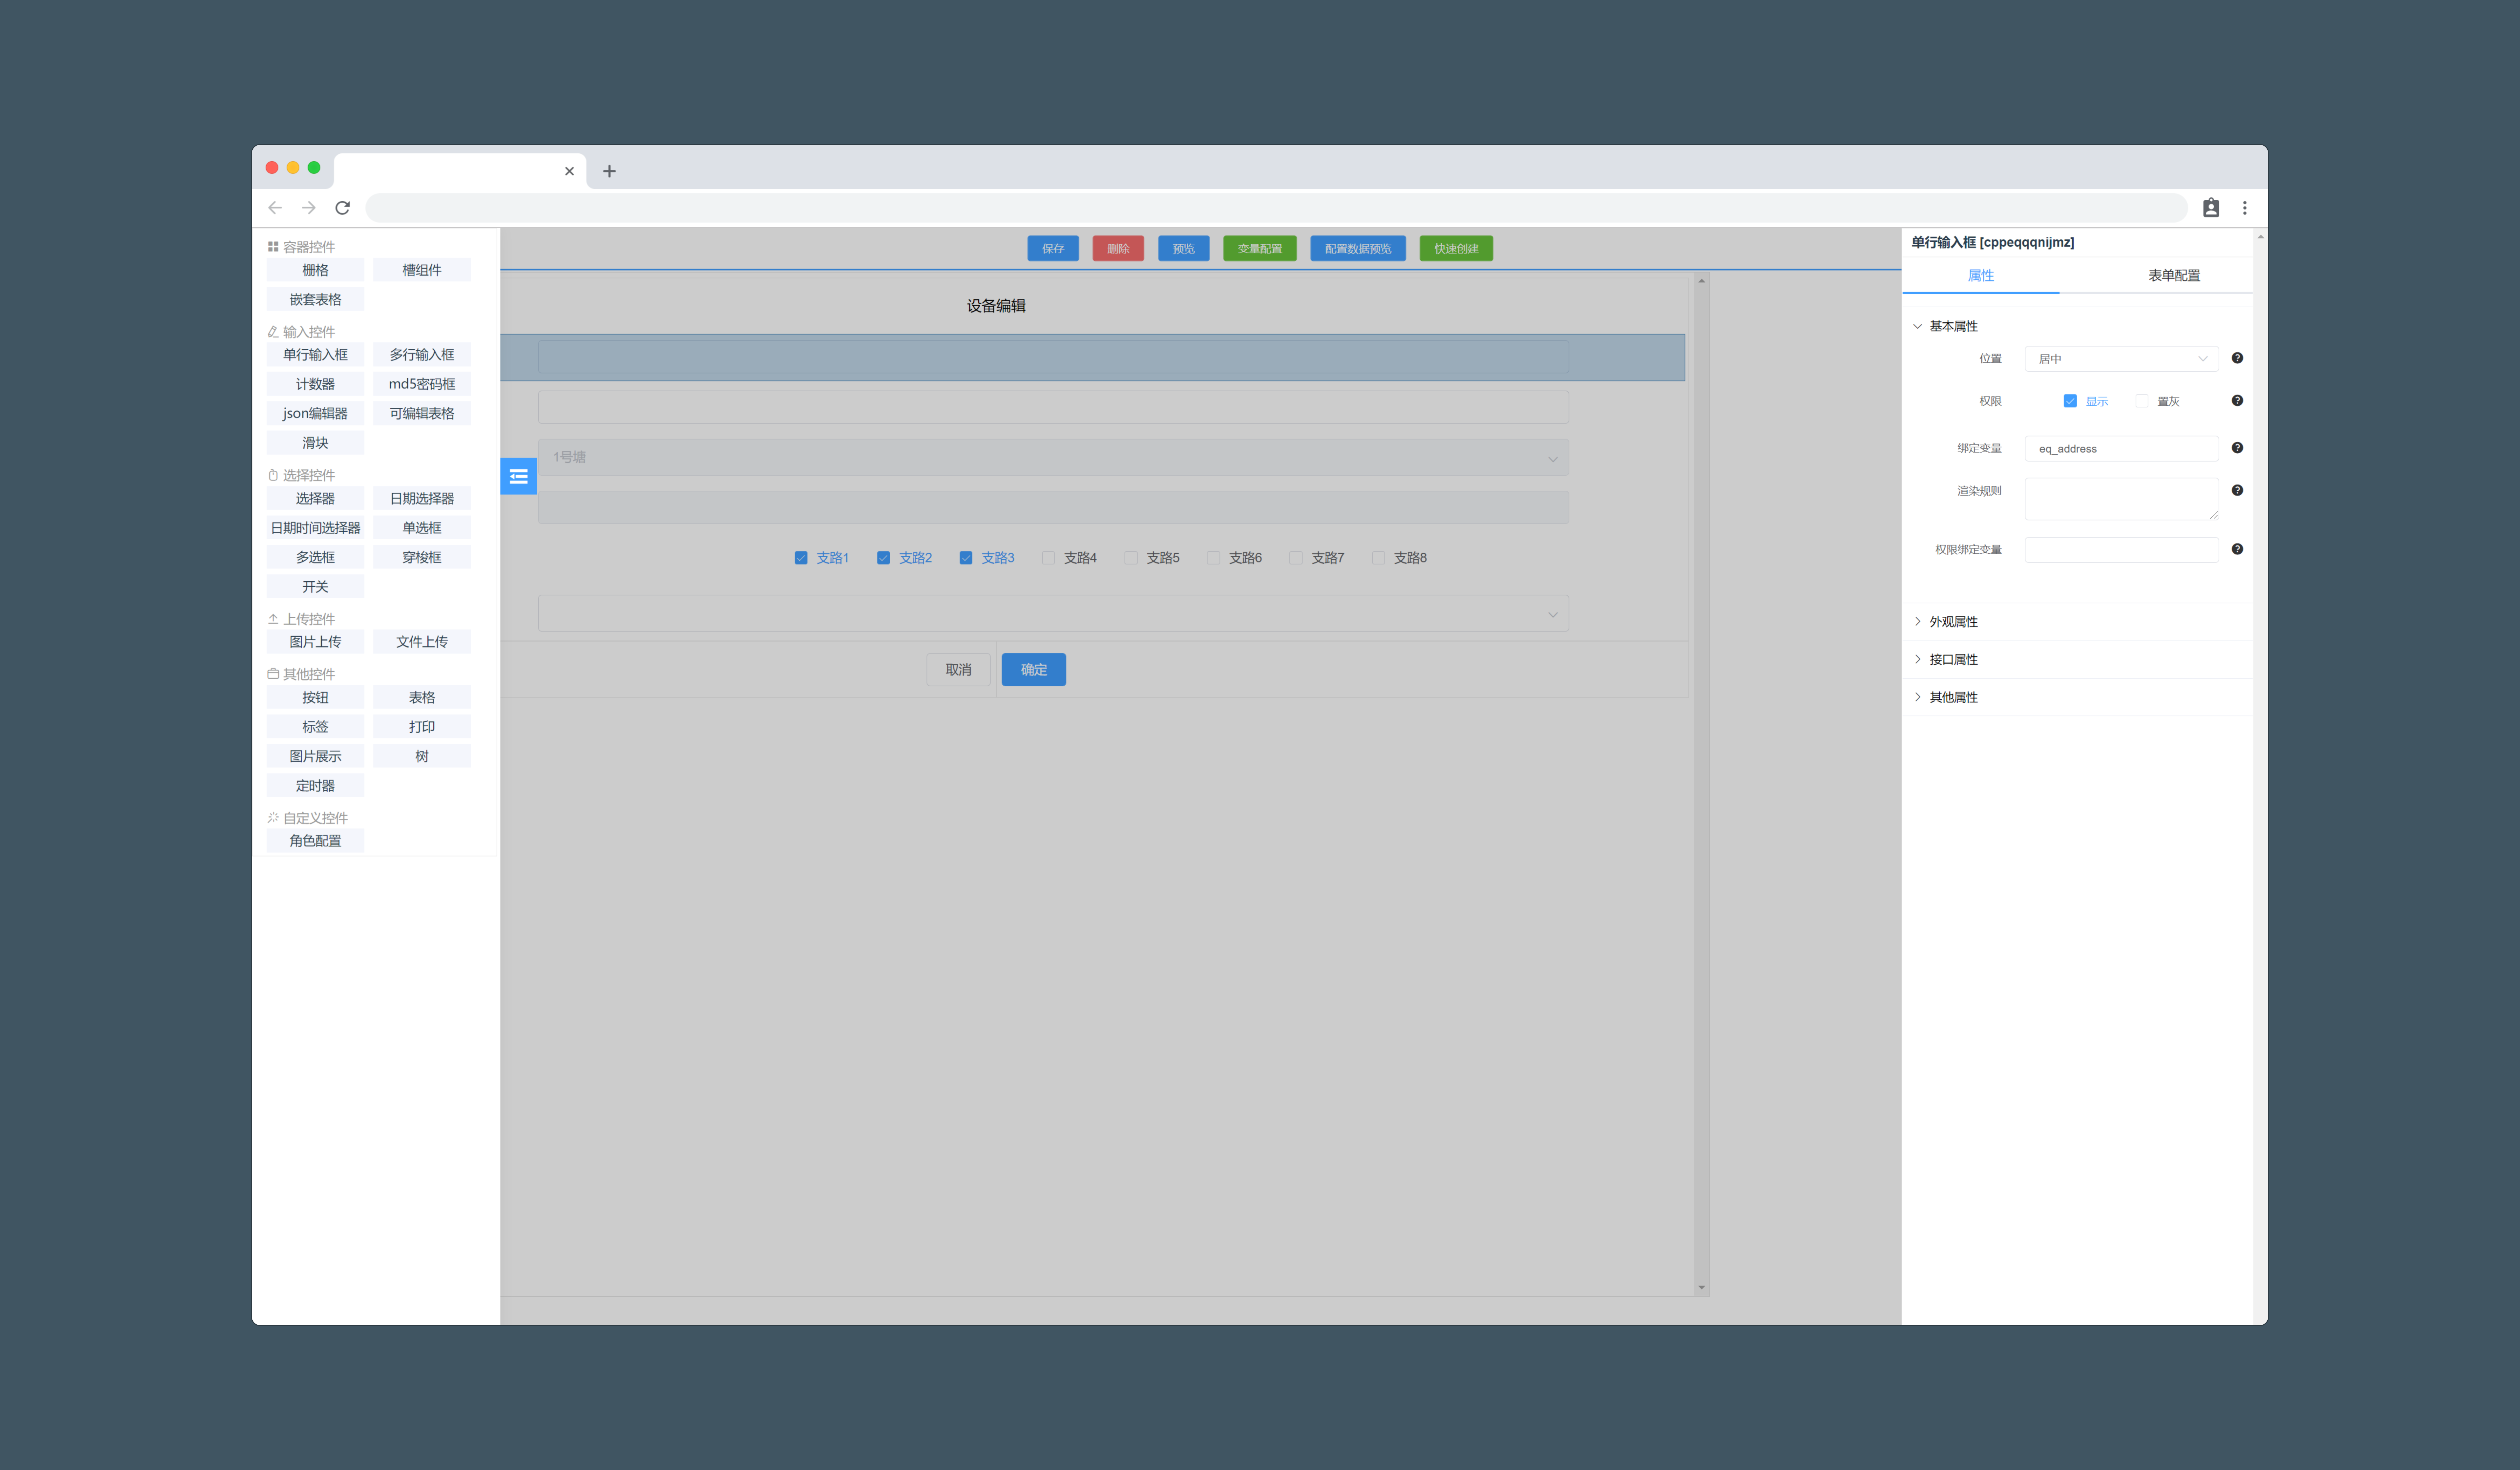 容器控件
栅格
槽组件
嵌套表格
输入控件
单行输入框
多行输入框
计数器
md5密码框
json编辑器
可编辑表格
滑块
选择控件
选择器
日期选择器
日期时间选择器
单选框
多选框
穿梭框
开关
上传控件
图片上传
文件上传
其他控件
按钮
表格
标签
打印
图片展示
树
定时器
自定义控件
角色配置
保存
删除
预览
变量配置
配置数据预览
快速创建
设备编辑
1号塘
支路1
支路2
支路3
支路4
支路5
支路6
支路7
支路8
取消
确定
单行输入框 [cppeqqqnijmz]
属性
表单配置
基本属性
位置
居中
权限
显示
置灰
绑定变量
eq_address
渲染规则
权限绑定变量
外观属性
接口属性
其他属性